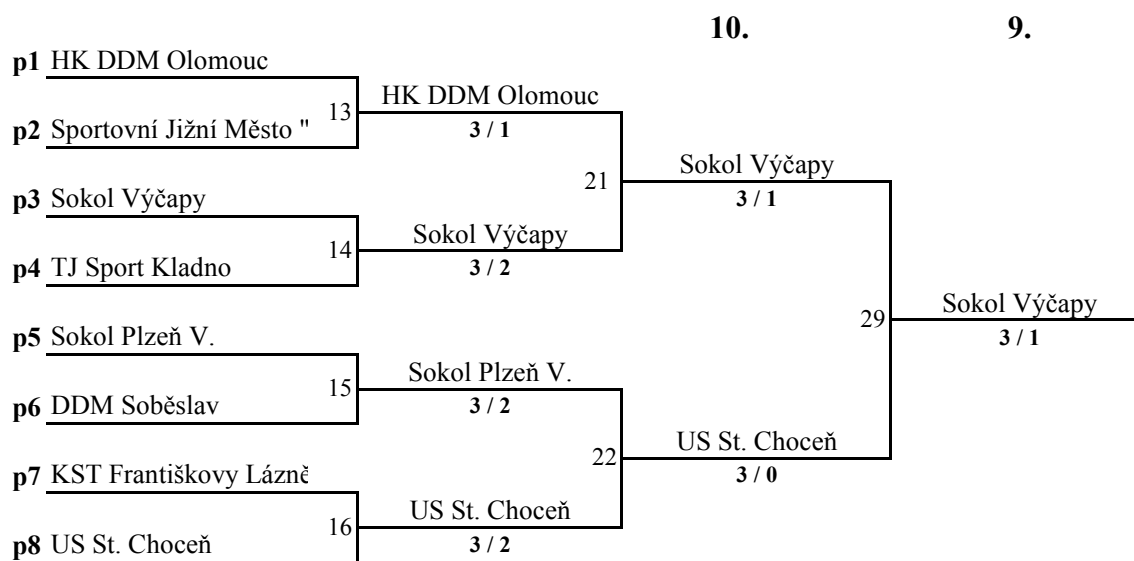 10. 9.
p1 HK DDM Olomouc
13 HK DDM Olomouc
p2 Sportovní Jižní Město "
3 / 1
21 Sokol Výčapy
3 / 1
p3 Sokol Výčapy
14 Sokol Výčapy
3 / 2
p4 TJ Sport Kladno
29 Sokol Výčapy
3 / 1
p5 Sokol Plzeň V.
15 Sokol Plzeň V.
3 / 2
p6 DDM Soběslav
22 US St. Choceň
3 / 0
p7 KST Františkovy Lázně
16 US St. Choceň
3 / 2
p8 US St. Choceň